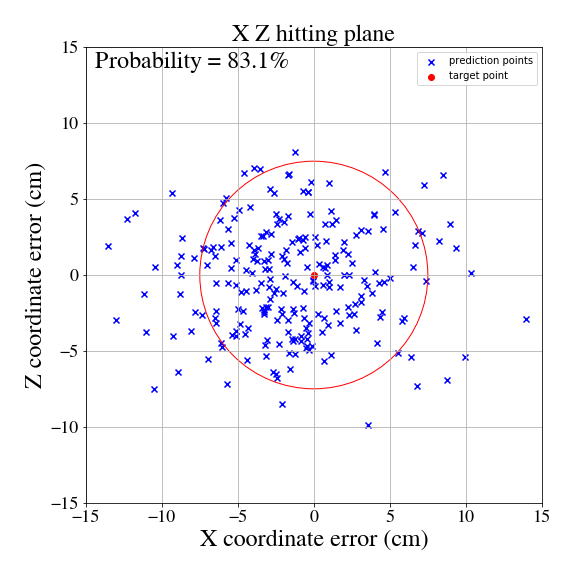 X Z hitting plane
Probability = 83.1%
prediction points
target point
15
10
5
0
−5
−10
−15
Z coordinate error (cm)
−15 −10 −5 0 5 10 15
X coordinate error (cm)